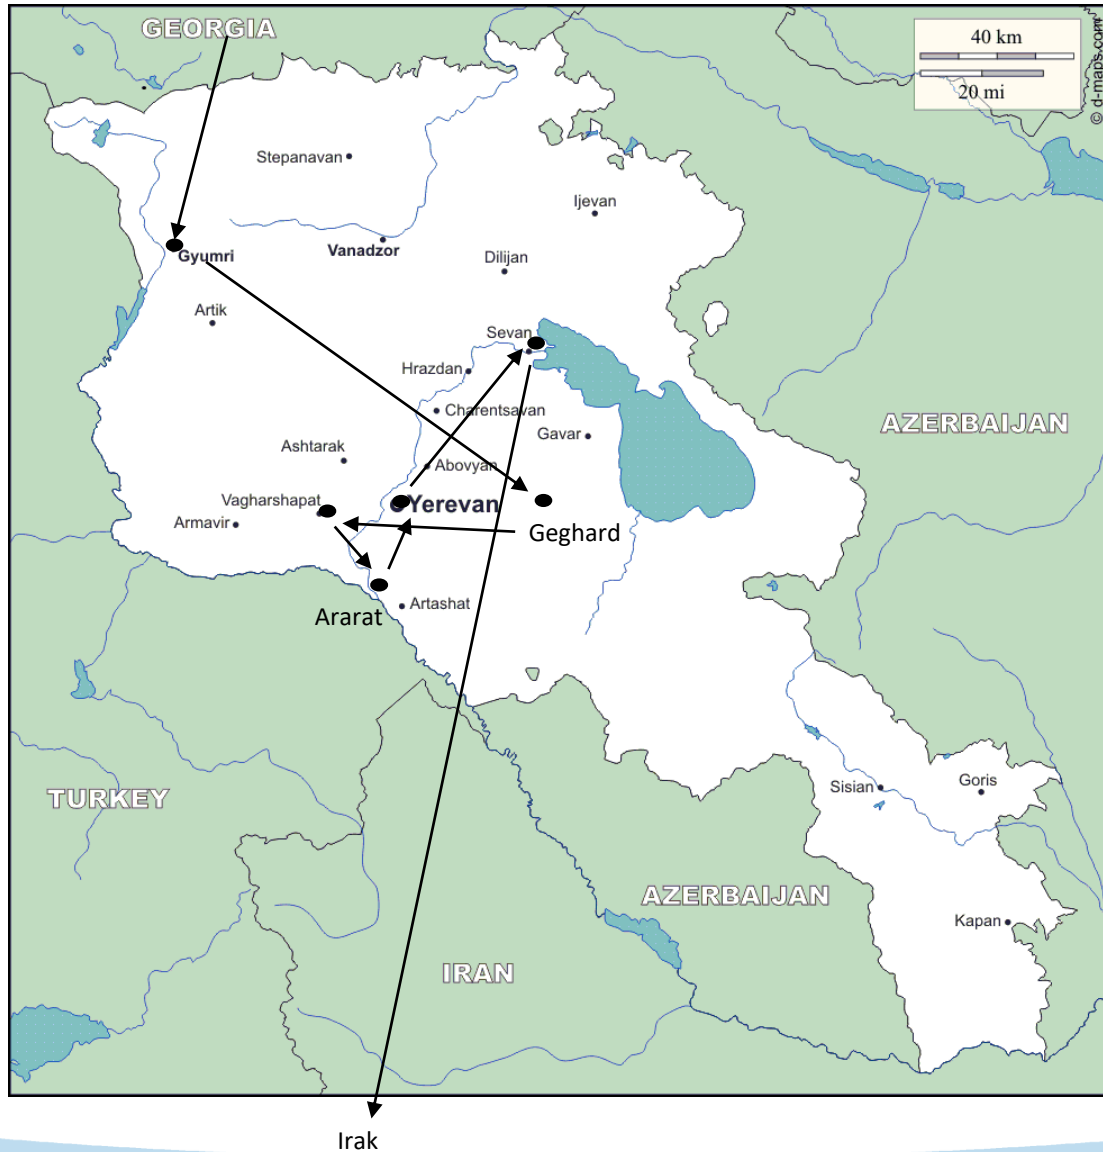 GEORGIA
40 km
20 mi
© d-maps.com
Stepanavan
Ijevan
Gyumri
Vanadzor
Dilijan
Artik
Sevan
Hrazdan
Charentsavan
AZERBAIJAN
Gavar
Ashtarak
Abovyan
Vagharshapat
Yerevan
Armavir
Geghard
Artashat
Ararat
Sisian
Goris
TURKEY
AZERBAIJAN
Kapan
IRAN
Irak